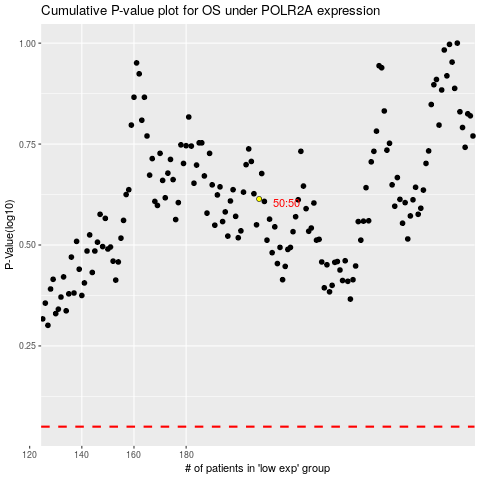 Cumulative P-value plot for OS under POLR2A expression
P-Value(log10)
1.00
0.75
0.50
0.25
50:50
120 140 160 180
# of patients in 'low exp' group